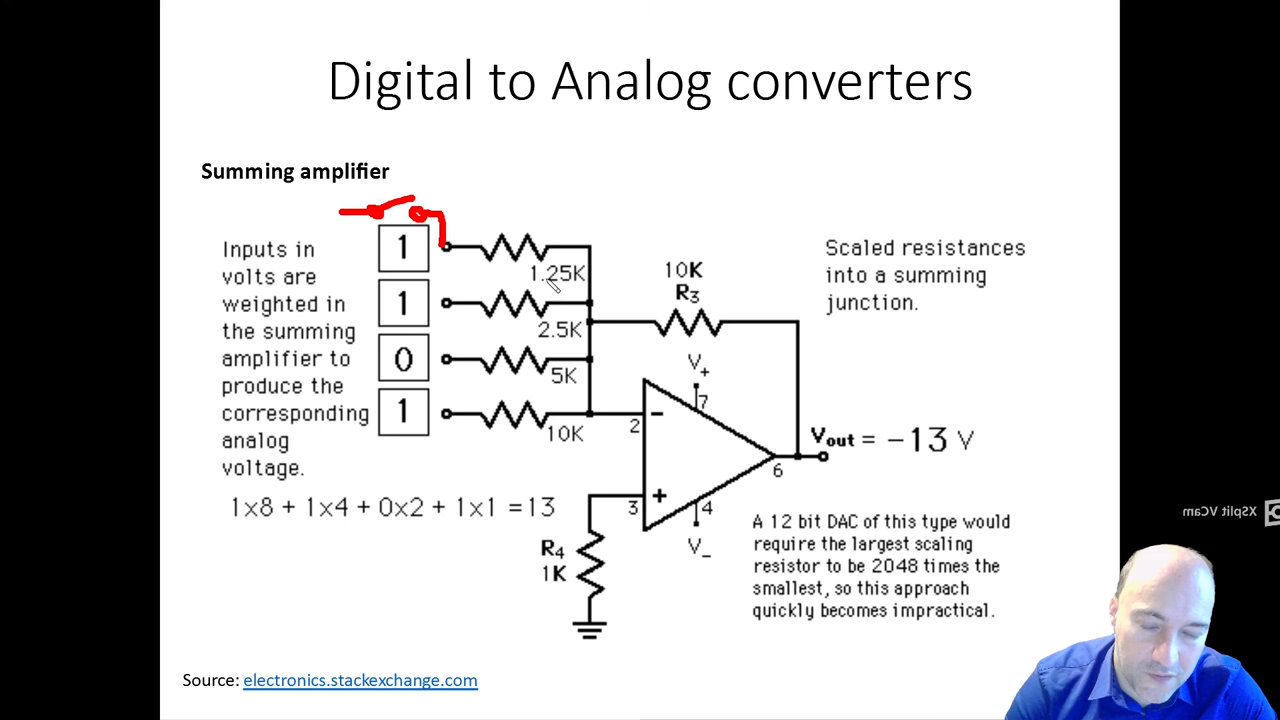 Digital to Analog converters
Summing amplifier
Inputs in
volts are
weighted in
the summing
amplifier to
produce the
corresponding
analog
voltage.
1
1
0
1
1.25K
2.5K
5K
10K
10K
R3
V+
7
2
3
4
6
V-
R4
1K
Vout = -13 V
Scaled resistances
into a summing
junction.
1x8 + 1x4 + 0x2 + 1x1 = 13
A 12 bit DAC of this type would
require the largest scaling
resistor to be 2048 times the
smallest, so this approach
quickly becomes impractical.
Source: electronics.stackexchange.com
XSplit VCam